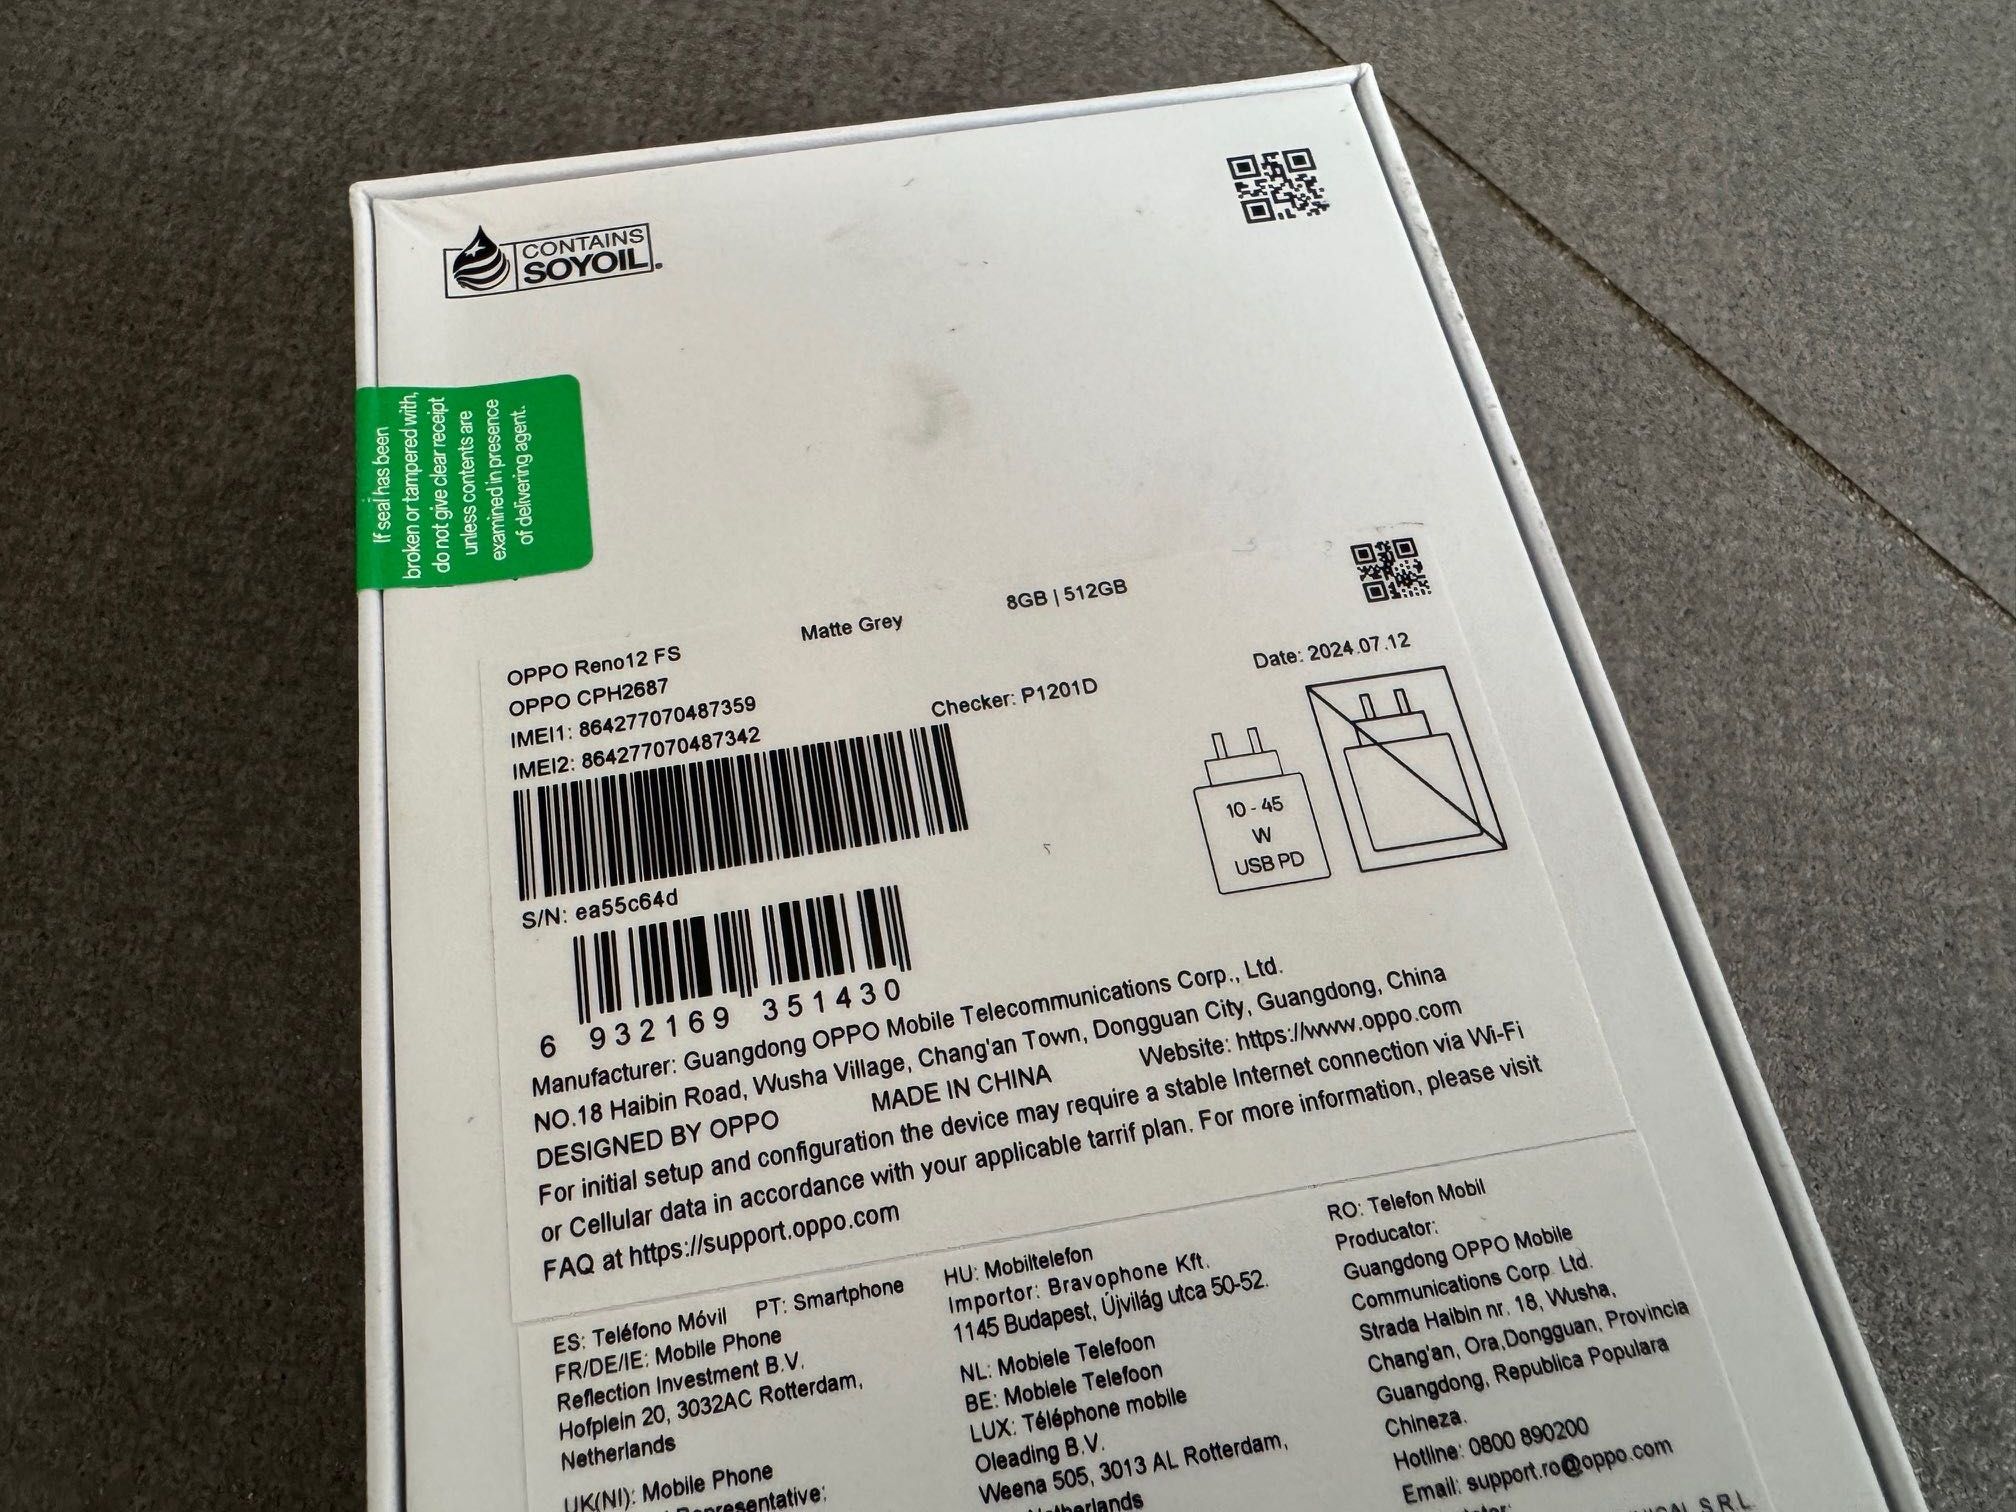 CONTAINS
SOYOIL
If seal has been
broken or tampered with,
do not give clear receipt
unless contents are
examined in presence
of delivering agent.
OPPO Reno12 FS Matte Grey 8GB | 512GB
OPPO CPH2687
IMEI1: 864277070487359 Checker: P1201D Date: 2024.07.12
IMEI2: 864277070487342
10 - 45
W
USB PD
S/N: ea55c64d
6 932169 351430
Manufacturer: Guangdong OPPO Mobile Telecommunications Corp., Ltd.
NO.18 Haibin Road, Wusha Village, Chang'an Town, Dongguan City, Guangdong, China
DESIGNED BY OPPO MADE IN CHINA Website: https://www.oppo.com
For initial setup and configuration the device may require a stable Internet connection via Wi-Fi
or Cellular data in accordance with your applicable tarrif plan. For more information, please visit
FAQ at https://support.oppo.com
ES: Teléfono Móvil PT: Smartphone
FR/DE/IE: Mobile Phone
Reflection Investment B.V.
Hofplein 20, 3032AC Rotterdam,
Netherlands
UK(NI): Mobile Phone
Representative:
HU: Mobiltelefon
Importor: Bravophone Kft.
1145 Budapest, Újvilág utca 50-52.
NL: Mobiele Telefoon
BE: Mobiele Telefoon
LUX: Téléphone mobile
Oleading B.V.
Weena 505, 3013 AL Rotterdam,
Netherlands
RO: Telefon Mobil
Producator:
Guangdong OPPO Mobile
Communications Corp. Ltd.
Strada Haibin nr. 18, Wusha,
Chang'an, Ora,Dongguan, Provincia
Guangdong, Republica Populara
Chineza.
Hotline: 0800 890200
Email: support.ro@oppo.com
S.R.L.